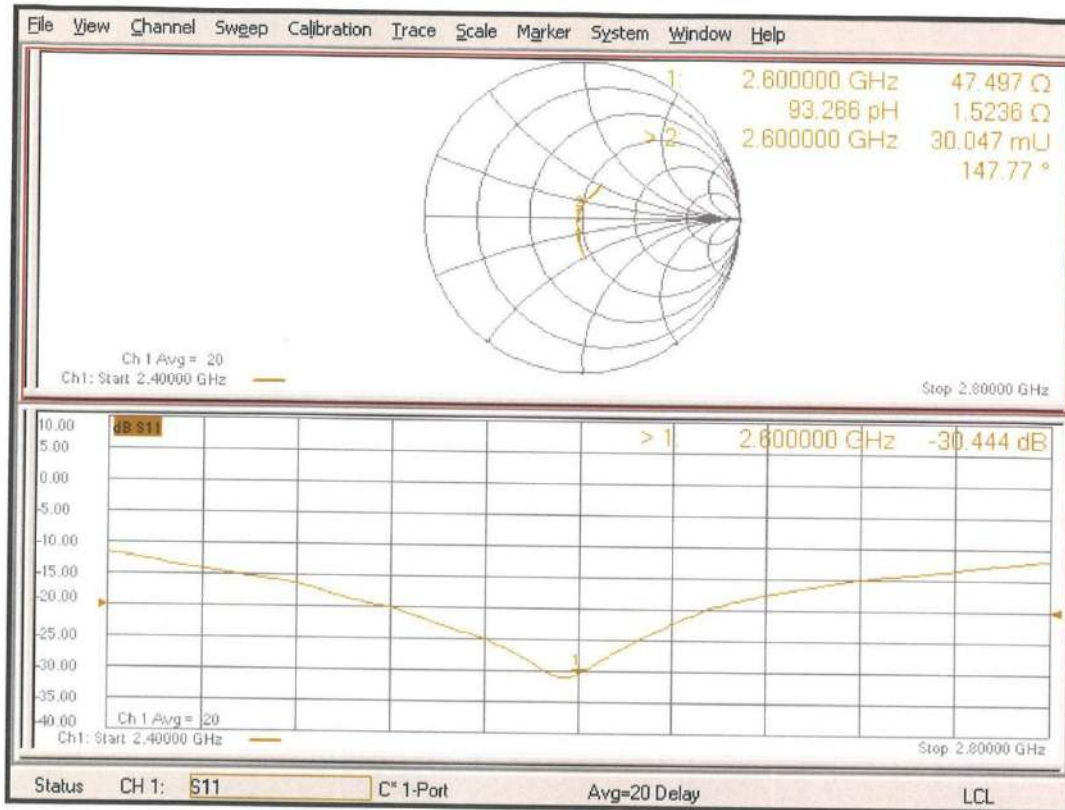 File View Channel Sweep Calibration Trace Scale Marker System Window Help
1: 2.600000 GHz 47.497 Ω
93.266 pH 1.5236 Ω
> 2 2.600000 GHz 30.047 mU
147.77 °
Ch 1 Avg = 20
Ch1: Start 2.40000 GHz
Stop 2.80000 GHz
10.00
dB S11
> 1: 2.600000 GHz -30.444 dB
5.00
0.00
-5.00
-10.00
-15.00
-20.00
-25.00
1
-30.00
-35.00
-40.00
Ch 1 Avg = 20
Ch1: Start 2.40000 GHz
Stop 2.80000 GHz
Status CH 1: S11 C* 1-Port Avg=20 Delay LCL